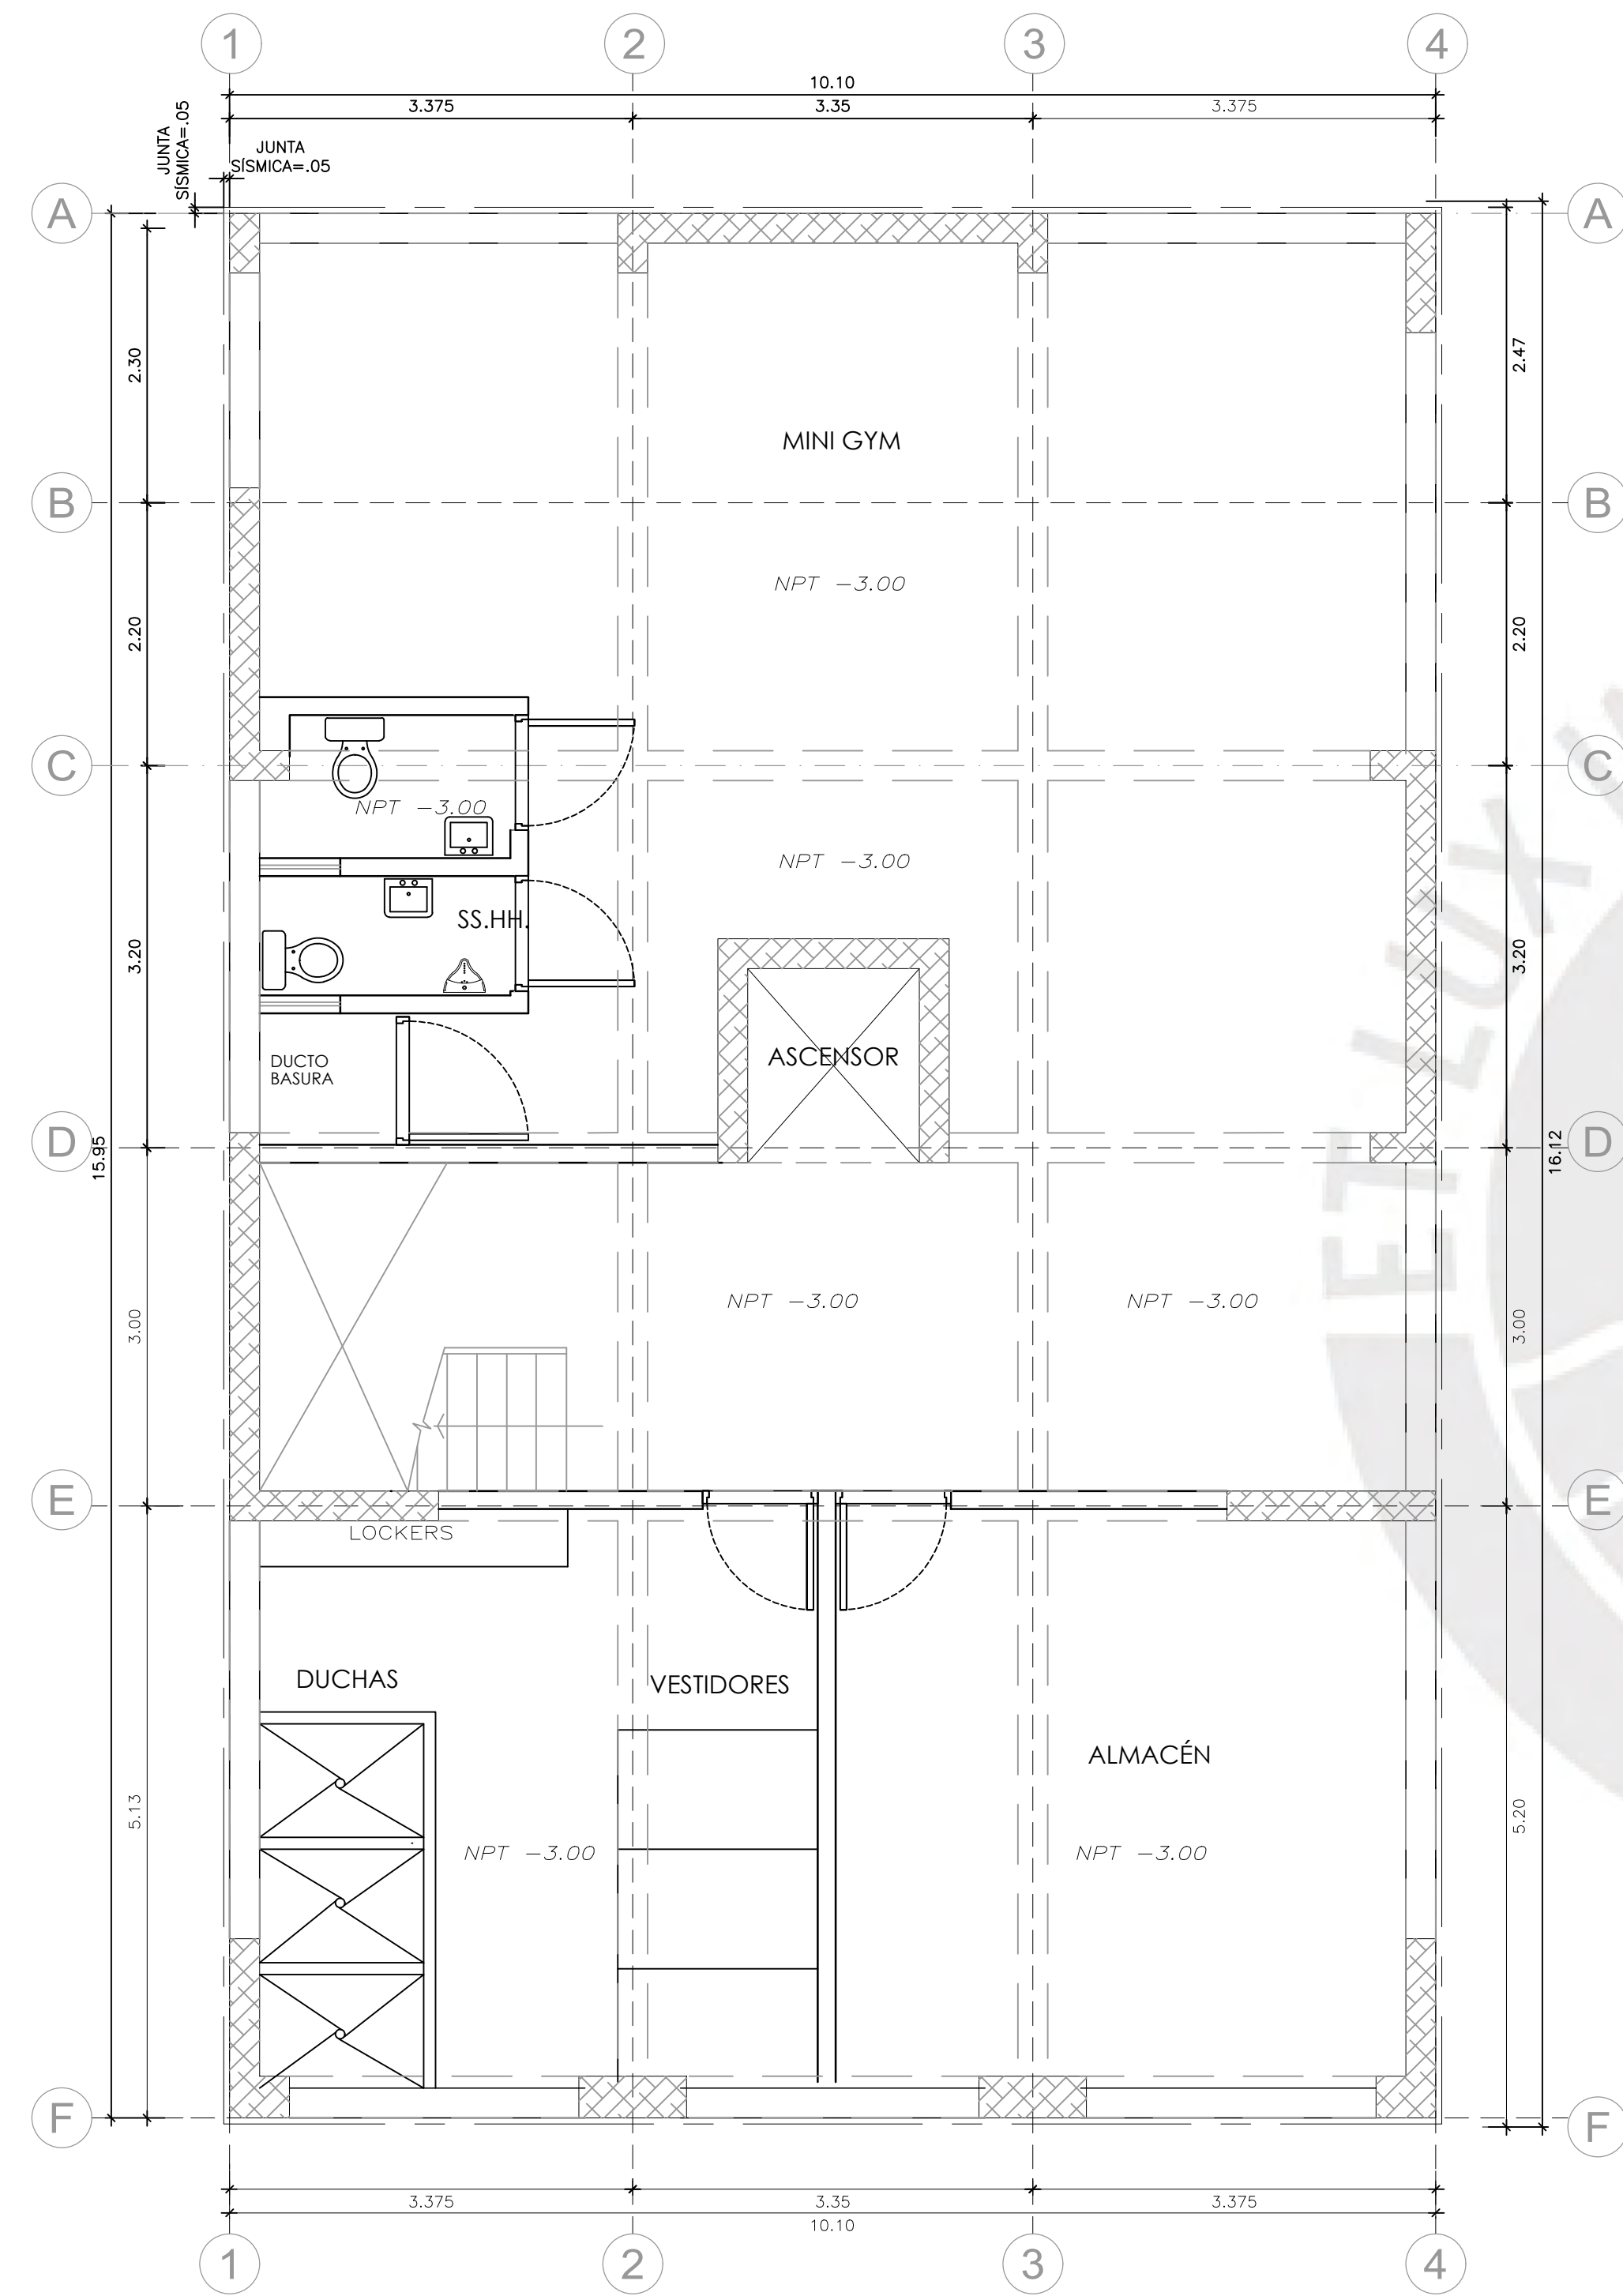 1 2 3 4
10.10
3.375 3.35 3.375
JUNTA
SÍSMICA=.05
JUNTA
SÍSMICA=.05
A A
2.30 2.47
MINI GYM
B B
NPT -3.00
2.20 2.20
C C
NPT -3.00
NPT -3.00
SS.HH.
3.20 3.20
ASCENSOR
DUCTO
BASURA
D D
15.95 16.12
NPT -3.00 NPT -3.00
3.00 3.00
E E
LOCKERS
DUCHAS VESTIDORES
ALMACÉN
5.13 5.20
NPT -3.00 NPT -3.00
F F
3.375 3.35 3.375
10.10
1 2 3 4
ET LUX